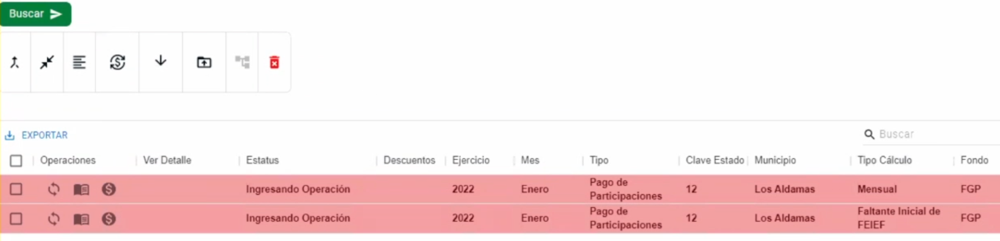 Buscar
EXPORTAR
Buscar
Operaciones Ver Detalle Estatus Descuentos Ejercicio Mes Tipo Clave Estado Municipio Tipo Cálculo Fondo
Ingresando Operación 2022 Enero Pago de Participaciones 12 Los Aldamas Mensual FGP
Ingresando Operación 2022 Enero Pago de Participaciones 12 Los Aldamas Faltante Inicial de FEIEF FGP